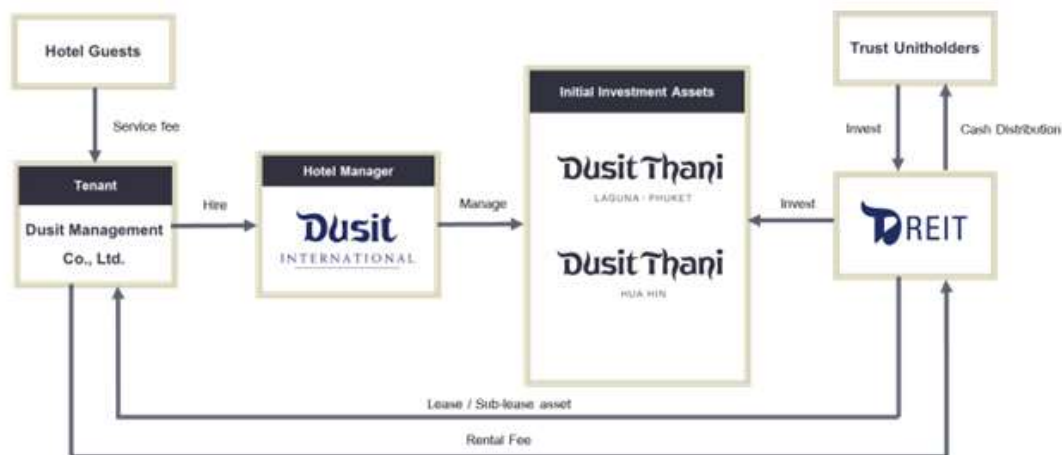 Hotel Guests
Trust Unitholders
Initial Investment Assets
Service fee
Invest
Cash Distribution
Tenant
Dusit Management
Co., Ltd.
Hire
Hotel Manager
Dusit
INTERNATIONAL
Manage
Dusit Thani
LAGUNA · PHUKET
Dusit Thani
HUA HIN
Invest
DREIT
Lease / Sub-lease asset
Rental Fee